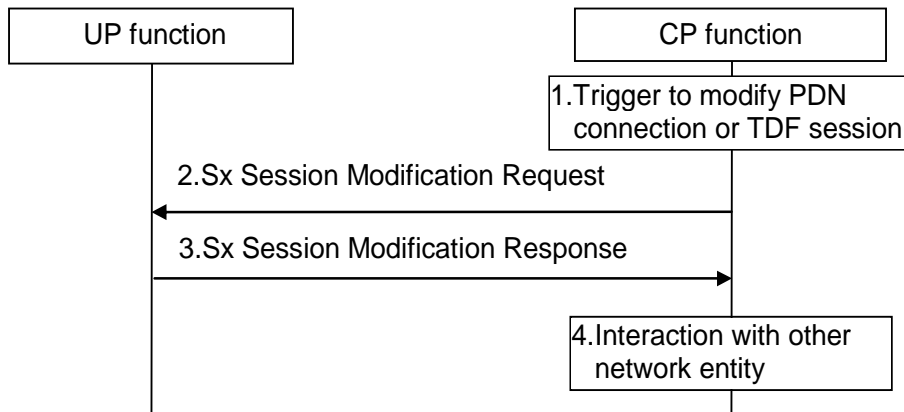 UP function
CP function
1.Trigger to modify PDN
connection or TDF session
2.Sx Session Modification Request
3.Sx Session Modification Response
4.Interaction with other
network entity